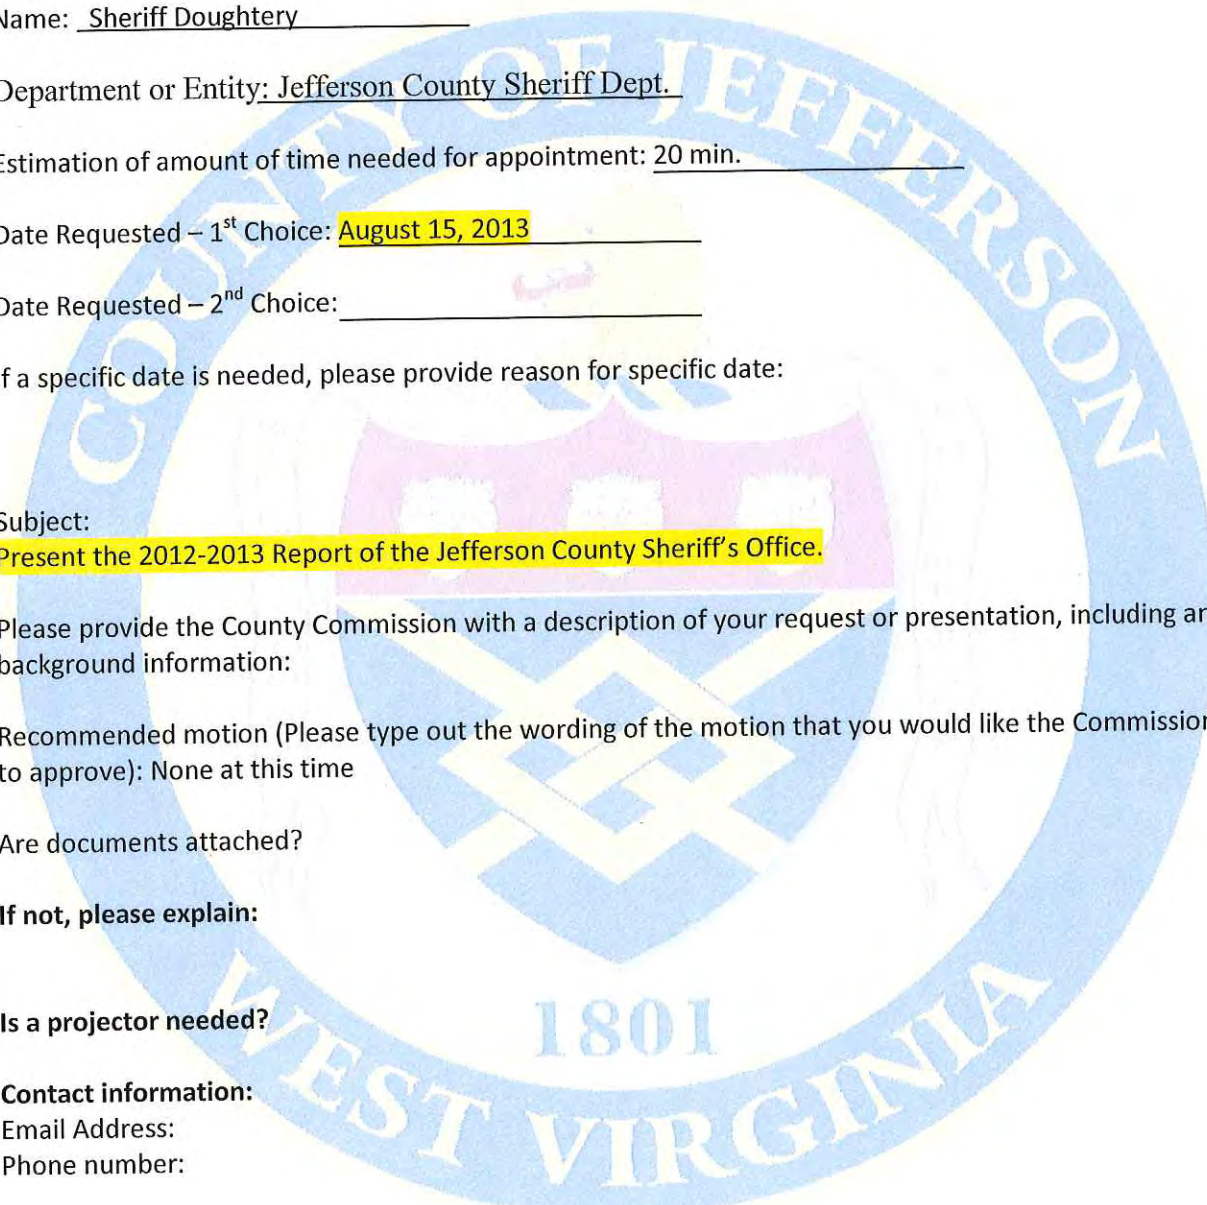 Name: Sheriff Doughtery
Department or Entity: Jefferson County Sheriff Dept.
Estimation of amount of time needed for appointment: 20 min.
Date Requested – 1st Choice: August 15, 2013
Date Requested – 2nd Choice:
If a specific date is needed, please provide reason for specific date:
Subject:
Present the 2012-2013 Report of the Jefferson County Sheriff's Office.
Please provide the County Commission with a description of your request or presentation, including
background information:
Recommended motion (Please type out the wording of the motion that you would like the Commission
to approve): None at this time
Are documents attached?
If not, please explain:
Is a projector needed?
Contact information:
Email Address:
Phone number:
COUNTY OF JEFFERSON
1801
WEST VIRGINIA